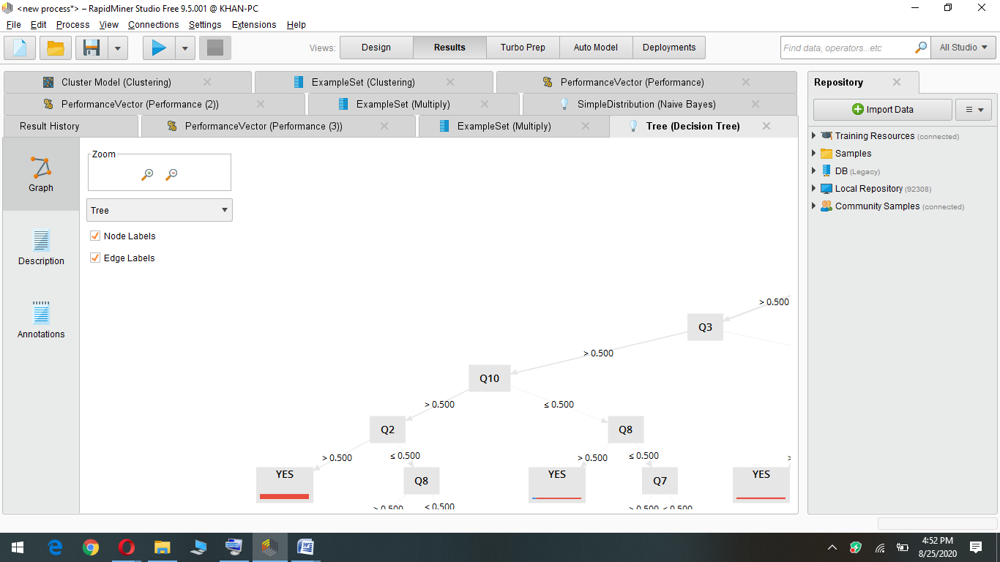 <new process*> – RapidMiner Studio Free 9.5.001 @ KHAN-PC
File Edit Process View Connections Settings Extensions Help
Views: Design Results Turbo Prep Auto Model Deployments Find data, operators...etc All Studio
Cluster Model (Clustering) ExampleSet (Clustering) PerformanceVector (Performance)
PerformanceVector (Performance (2)) ExampleSet (Multiply) SimpleDistribution (Naive Bayes)
Result History PerformanceVector (Performance (3)) ExampleSet (Multiply) Tree (Decision Tree)
Graph
Description
Annotations
Zoom
Tree
Node Labels
Edge Labels
> 0.500
Q3
> 0.500
Q10
> 0.500 ≤ 0.500
Q2 Q8
> 0.500 ≤ 0.500 > 0.500 ≤ 0.500 >
YES Q8 YES Q7 YES
> 0.500 ≤ 0.500 > 0.500 ≤ 0.500
Repository
Import Data
Training Resources (connected)
Samples
DB (Legacy)
Local Repository (92308)
Community Samples (connected)
4:52 PM
8/25/2020